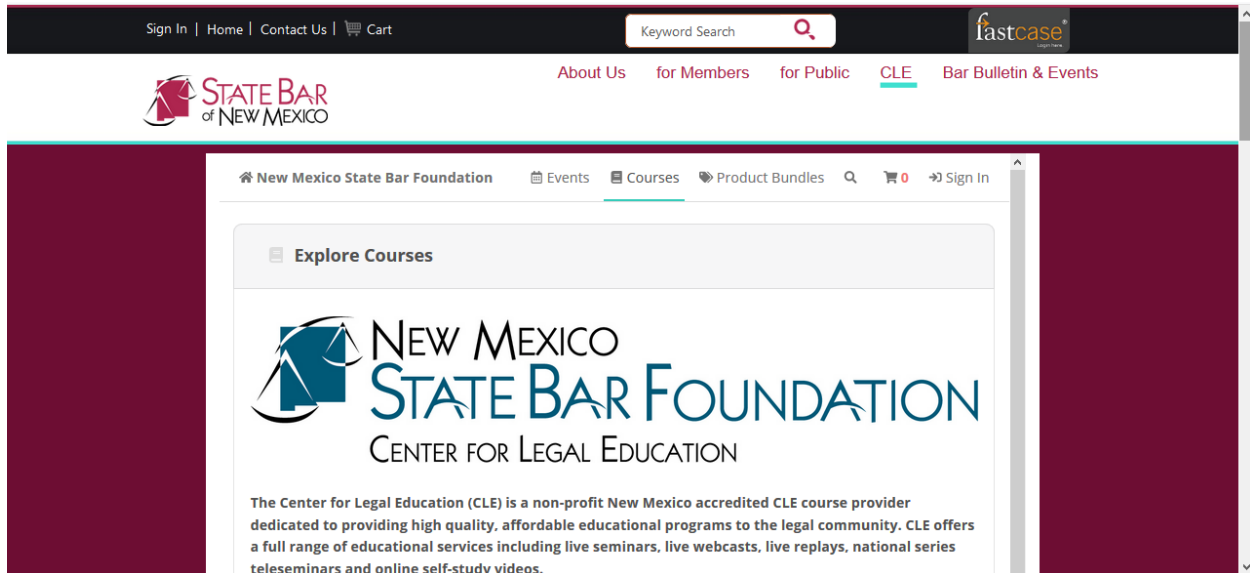 Sign In | Home | Contact Us | Cart
Keyword Search
fastcase®
Login here.
About Us for Members for Public CLE Bar Bulletin & Events
STATE BAR
of NEW MEXICO
New Mexico State Bar Foundation Events Courses Product Bundles 0 Sign In
Explore Courses
NEW MEXICO
STATE BAR FOUNDATION
CENTER FOR LEGAL EDUCATION
The Center for Legal Education (CLE) is a non-profit New Mexico accredited CLE course provider
dedicated to providing high quality, affordable educational programs to the legal community. CLE offers
a full range of educational services including live seminars, live webcasts, live replays, national series
teleseminars and online self-study videos.